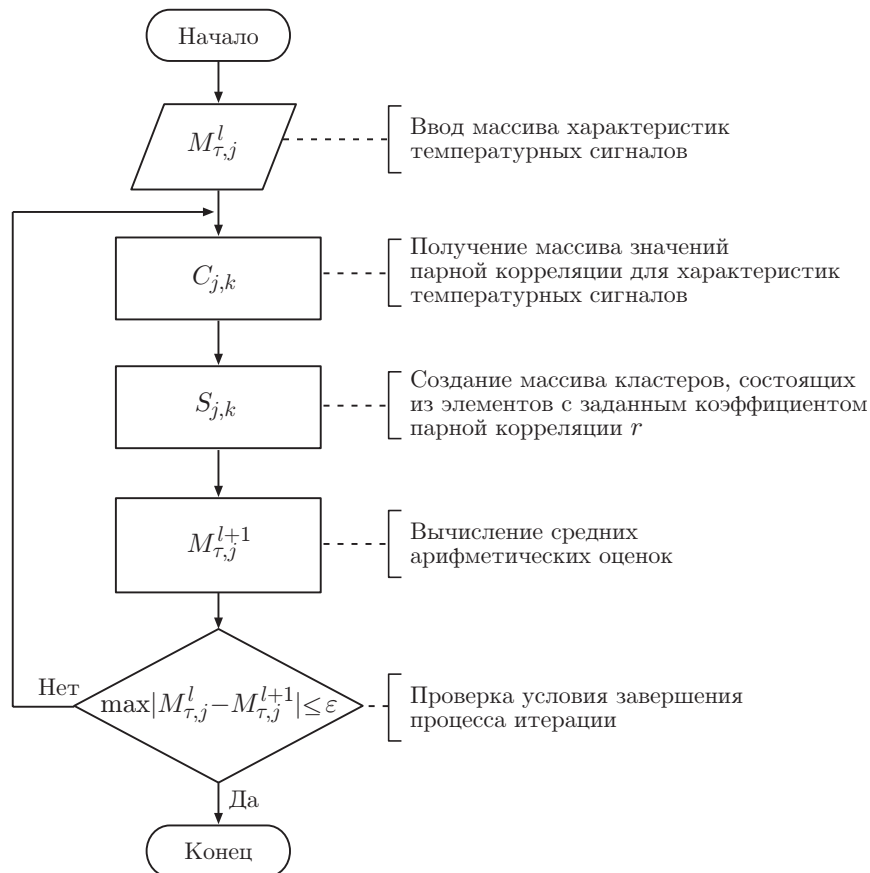 Начало
M^l_{τ,j}
Ввод массива характеристик
температурных сигналов
C_{j,k}
Получение массива значений
парной корреляции для характеристик
температурных сигналов
S_{j,k}
Создание массива кластеров, состоящих
из элементов с заданным коэффициентом
парной корреляции r
M^{l+1}_{τ,j}
Вычисление средних
арифметических оценок
Нет
max|M^l_{τ,j}−M^{l+1}_{τ,j}|≤ε
Проверка условия завершения
процесса итерации
Да
Конец